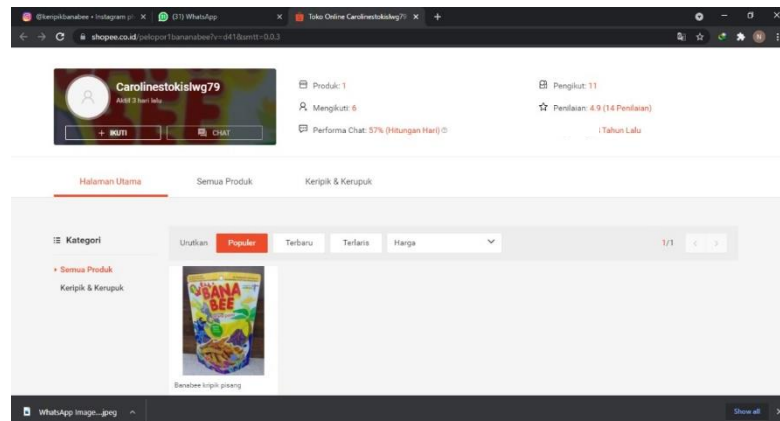 @keripikbanabee • Instagram ph
(31) WhatsApp
Toko Online Carolinestokislwg79
shopee.co.id/pelopor1bananabee?v=d41&smtt=0.0.3
N
Carolinestokislwg79
Aktif 3 hari lalu
+ IKUTI
CHAT
Produk: 1
Pengikut: 11
Mengikuti: 6
Penilaian: 4.9 (14 Penilaian)
Performa Chat: 57% (Hitungan Hari)
Tahun Lalu
Halaman Utama
Semua Produk
Keripik & Kerupuk
Kategori
Urutkan
Populer
Terbaru
Terlaris
Harga
1/1
Semua Produk
Keripik & Kerupuk
BANA
BEE
Banabee kripik pisang
WhatsApp Image....jpeg
Show all